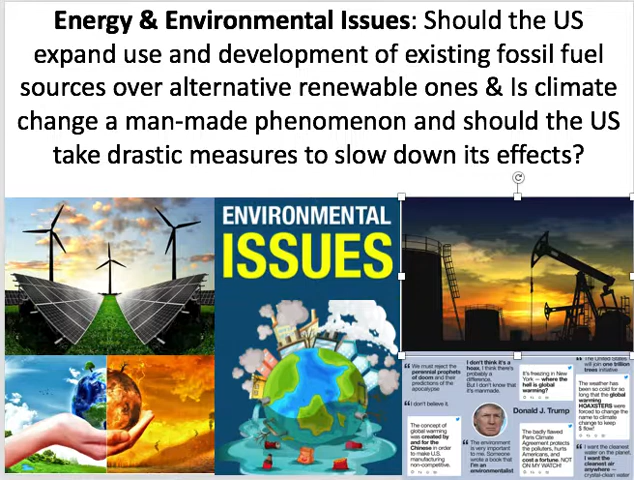 Energy & Environmental Issues: Should the US
expand use and development of existing fossil fuel
sources over alternative renewable ones & Is climate
change a man-made phenomenon and should the US
take drastic measures to slow down its effects?
ENVIRONMENTAL
ISSUES
We must reject the
perennial prophets
of doom and their
predictions of the
apocalypse
I don't believe it.
The concept of
global warming
was created by
and for the
Chinese in order
to make U.S.
manufacturing
non-competitive.
I don't think it's a
hoax, I think there's
probably a
difference.
But I don't know that
it's manmade.
The environment
is very important
to me. Someone
wrote a book that
I'm an
environmentalist
It's freezing in New
York – where the
hell is global
warming?
Donald J. Trump
The badly flawed
Paris Climate
Agreement protects
the polluters, hurts
Americans, and
cost a fortune. NOT
ON MY WATCH!
The United States
will join one trillion
trees initiative
The weather has
been so cold for so
long that the global
warming
HOAXSTERS were
forced to change the
name to climate
change to keep
$ flow!
I want the cleanest
water on the planet,
I want the
cleanest air
anywhere –
crystal-clean water